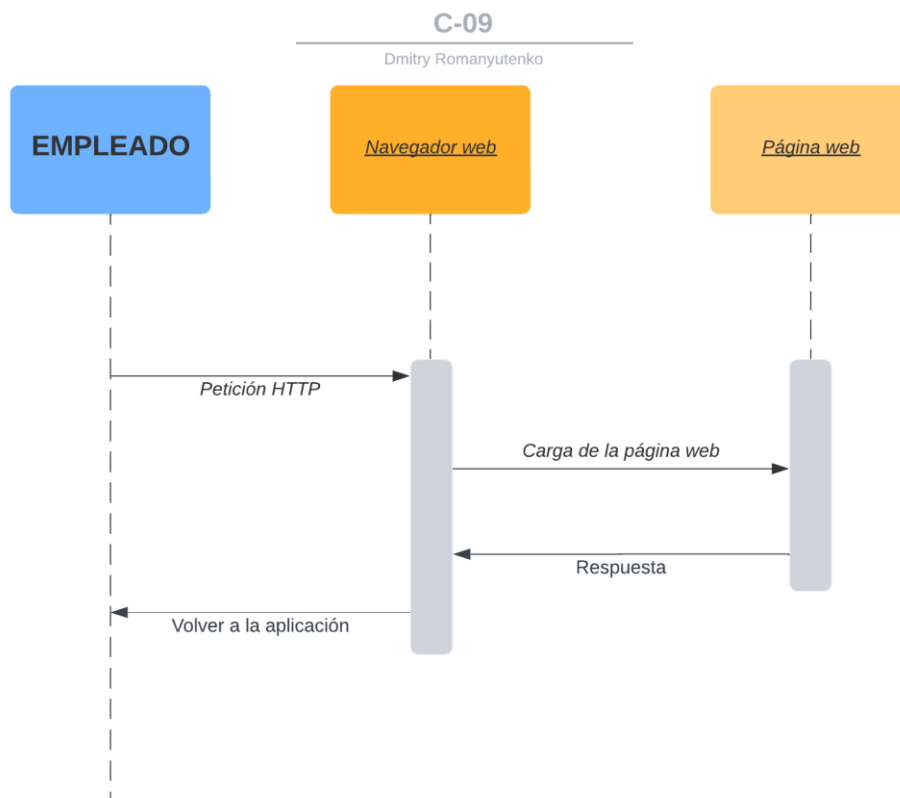 C-09
Dmitry Romanyutenko
EMPLEADO
Navegador web
Página web
Petición HTTP
Carga de la página web
Respuesta
Volver a la aplicación